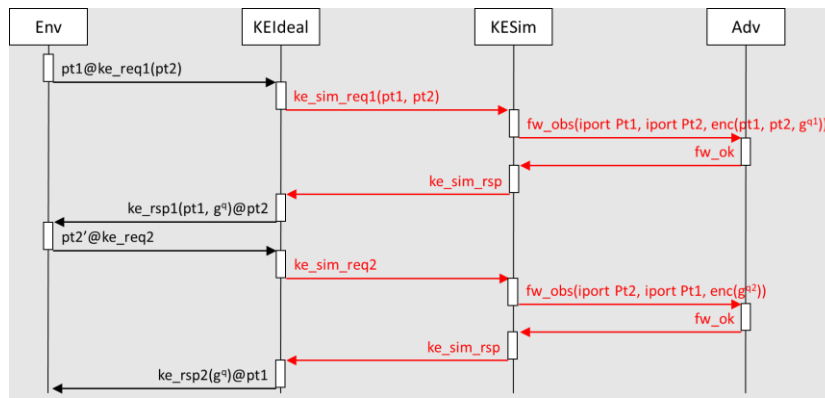 Env
KEIdeal
KESim
Adv
pt1@ke_req1(pt2)
ke_sim_req1(pt1, pt2)
fw_obs(iport Pt1, iport Pt2, enc(pt1, pt2, g^q1))
fw_ok
ke_sim_rsp
ke_rsp1(pt1, g^q)@pt2
pt2'@ke_req2
ke_sim_req2
fw_obs(iport Pt2, iport Pt1, enc(g^q2))
fw_ok
ke_sim_rsp
ke_rsp2(g^q)@pt1